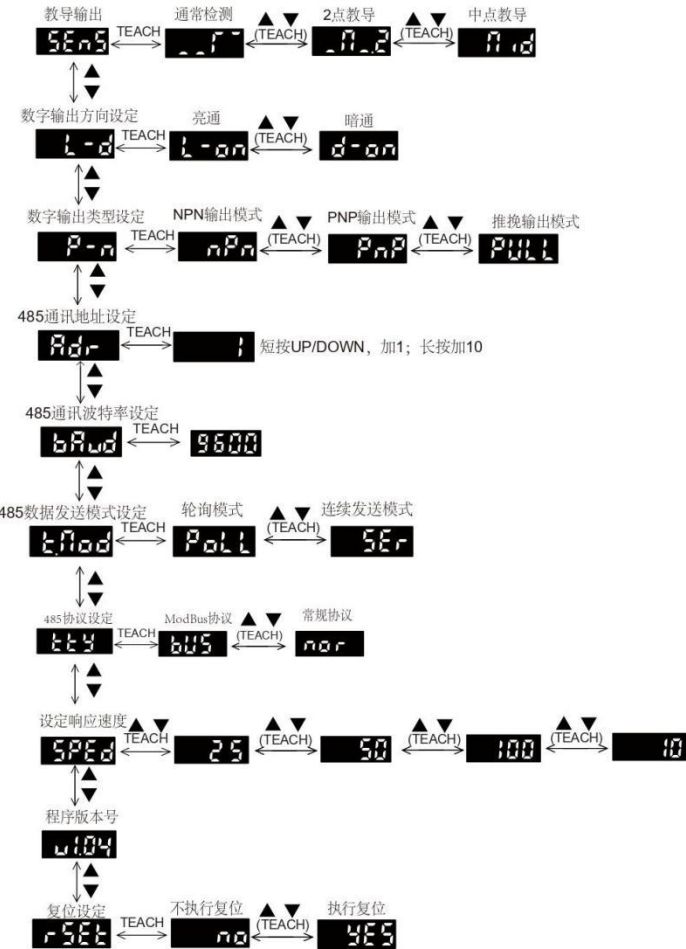 教导输出 通常检测 ▲ ▼ 2点教导 ▲ ▼ 中点教导
SEnS TEACH (TEACH) (TEACH)
▲
▼
数字输出方向设定 亮通 ▲ ▼ 暗通
L-d TEACH L-on (TEACH) d-on
▲
▼
数字输出类型设定 NPN输出模式 ▲ ▼ PNP输出模式 ▲ ▼ 推挽输出模式
P-n TEACH nPn (TEACH) PnP (TEACH) PULL
▲
▼
485通讯地址设定
Adr TEACH 1 短按UP/DOWN，加1；长按加10
▲
▼
485通讯波特率设定
bAud TEACH 9600
▲
▼
485数据发送模式设定 轮询模式 ▲ ▼ 连续发送模式
t.Mod TEACH PoLL (TEACH) SEr
▲
▼
485协议设定 ModBus协议 ▲ ▼ 常规协议
ttY TEACH bUS (TEACH) nor
▲
▼
设定响应速度 ▲ ▼ ▲ ▼ ▲ ▼ ▲ ▼
SPEd TEACH 25 (TEACH) 50 (TEACH) 100 (TEACH) 10
▲
▼
程序版本号
v1.04
▲
▼
复位设定 不执行复位 ▲ ▼ 执行复位
rSEt TEACH no (TEACH) YES